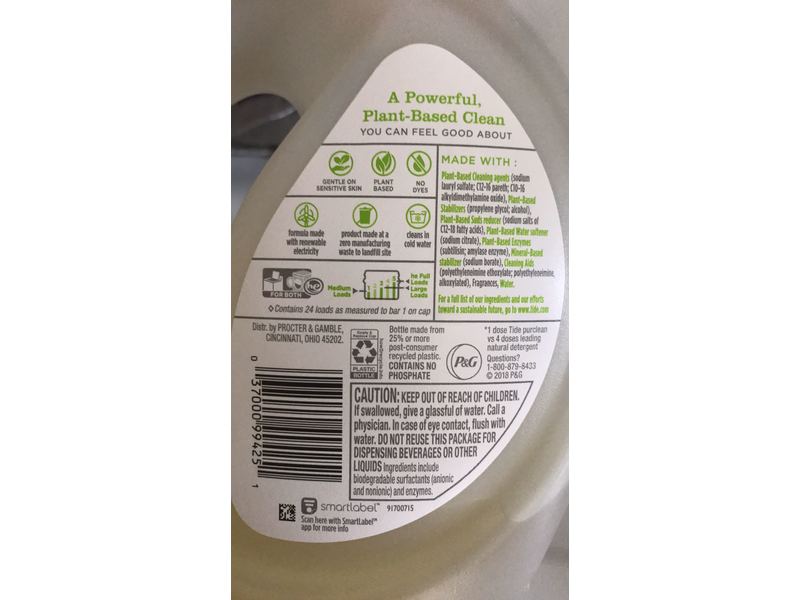 A Powerful,
Plant-Based Clean
YOU CAN FEEL GOOD ABOUT
GENTLE ON
SENSITIVE SKIN
PLANT
BASED
NO
DYES
formula made
with renewable
electricity
product made at a
zero manufacturing
waste to landfill site
cleans in
cold water
MADE WITH :
Plant-Based Cleaning agents (sodium
lauryl sulfate; C12-16 pareth; C10-16
alkyldimethylamine oxide), Plant-Based
Stabilizers (propylene glycol; alcohol),
Plant-Based Suds reducer (sodium salts of
C12-18 fatty acids), Plant-Based Water softener
(sodium citrate), Plant-Based Enzymes
(subtilisin; amylase enzyme), Mineral-Based
stabilizer (sodium borate), Cleaning Aids
(polyethyleneimine ethoxylate; polyethyleneimine,
alkoxylated), Fragrances, Water.
For a full list of our ingredients and our efforts
toward a sustainable future, go to www.tide.com
he
FOR BOTH
Medium
Loads
he Full
Loads
Large
Loads
Contains 24 loads as measured to bar 1 on cap
Distr. by PROCTER & GAMBLE,
CINCINNATI, OHIO 45202.
Empty &
Replace Cap
PLASTIC
BOTTLE
how2recycle.info
Bottle made from
25% or more
post-consumer
recycled plastic.
CONTAINS NO
PHOSPHATE
P&G
*1 dose Tide purclean
vs 4 doses leading
natural detergent
Questions?
1-800-879-8433
© 2018 P&G
CAUTION: KEEP OUT OF REACH OF CHILDREN.
If swallowed, give a glassful of water. Call a
physician. In case of eye contact, flush with
water. DO NOT REUSE THIS PACKAGE FOR
DISPENSING BEVERAGES OR OTHER
LIQUIDS Ingredients include
biodegradable surfactants (anionic
and nonionic) and enzymes.
0 37000 99425 1
smartlabel™
91700715
Scan here with SmartLabel™
app for more info